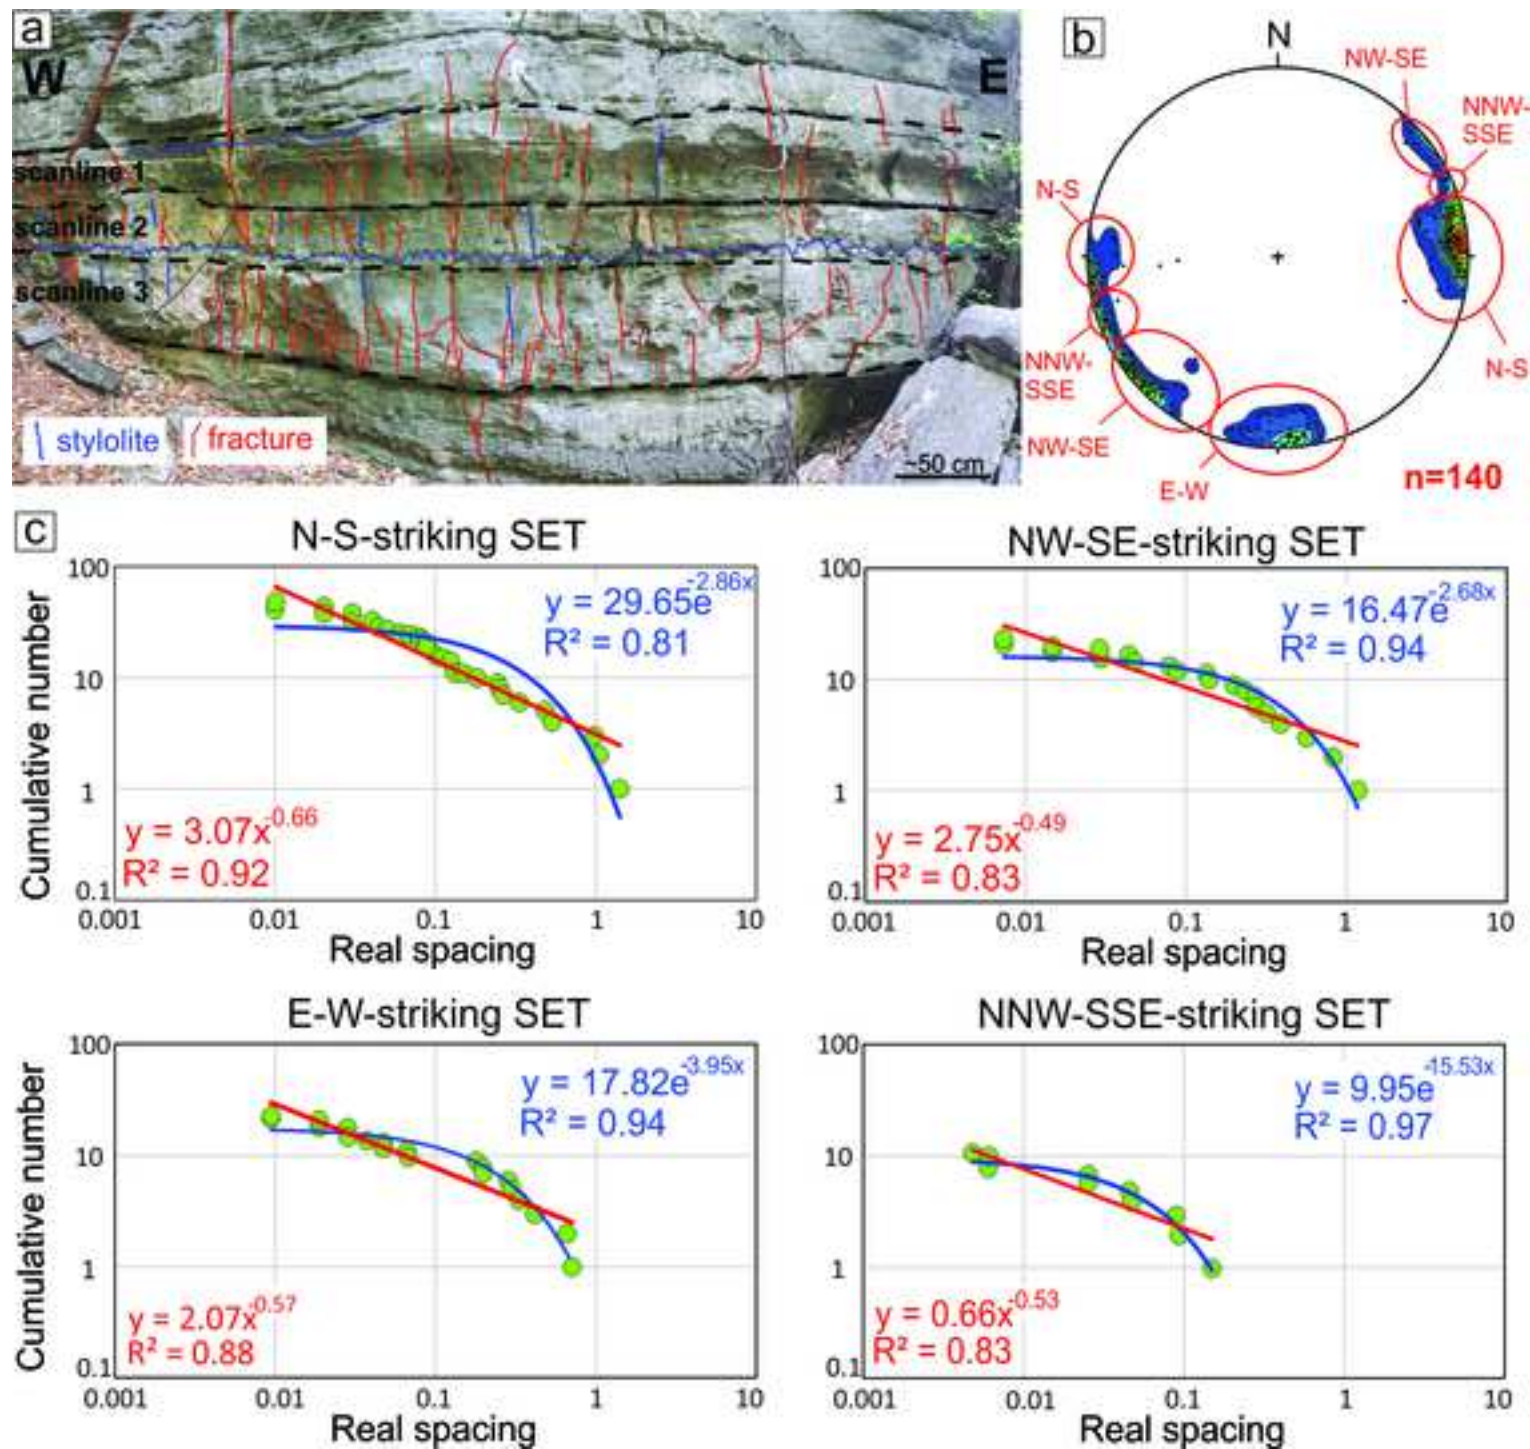 a
W
E
scanline 1
scanline 2
scanline 3
stylolite
fracture
~50 cm
b
N
NW-SE
NNW-
SSE
N-S
N-S
NNW-
SSE
NW-SE
E-W
n=140
c
N-S-striking SET
100
10
1
0.1
0.001
0.01
0.1
1
10
Cumulative number
Real spacing
y = 29.65e^-2.86x
R² = 0.81
y = 3.07x^-0.66
R² = 0.92
NW-SE-striking SET
100
10
1
0.1
0.001
0.01
0.1
1
10
Real spacing
y = 16.47e^-2.68x
R² = 0.94
y = 2.75x^-0.49
R² = 0.83
E-W-striking SET
100
10
1
0.1
0.001
0.01
0.1
1
10
Cumulative number
Real spacing
y = 17.82e^-3.95x
R² = 0.94
y = 2.07x^-0.57
R² = 0.88
NNW-SSE-striking SET
100
10
1
0.1
0.001
0.01
0.1
1
10
Real spacing
y = 9.95e^-15.53x
R² = 0.97
y = 0.66x^-0.53
R² = 0.83